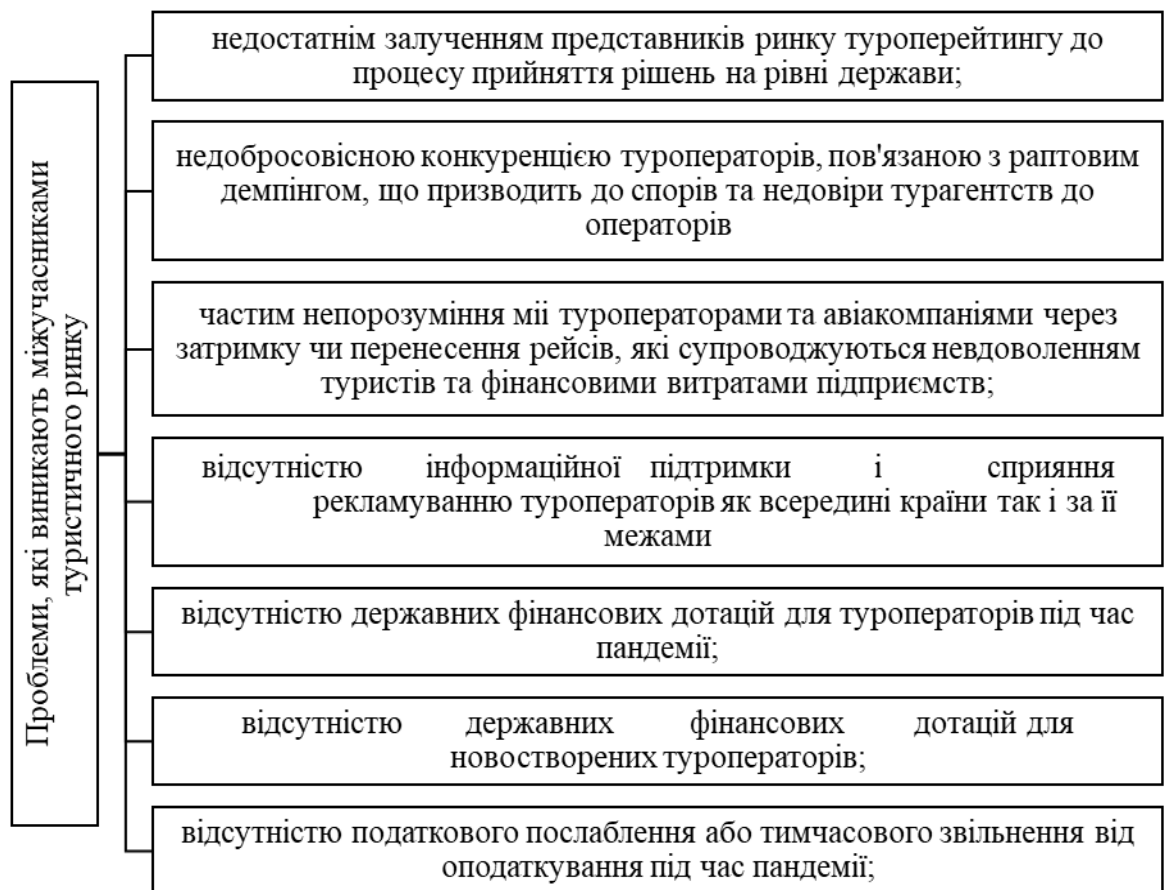 Проблеми, які виникають міжучасниками
туристичного ринку
недостатнім залученням представників ринку туроперейтингу до
процесу прийняття рішень на рівні держави;
недобросовісною конкуренцією туроператорів, пов'язаною з раптовим
демпінгом, що призводить до спорів та недовіри турагентств до
операторів
частим непорозуміння міі туроператорами та авіакомпаніями через
затримку чи перенесення рейсів, які супроводжуються невдоволенням
туристів та фінансовими витратами підприємств;
відсутністю інформаційної підтримки і сприяння
рекламуванню туроператорів як всередині країни так і за її
межами
відсутністю державних фінансових дотацій для туроператорів під час
пандемії;
відсутністю державних фінансових дотацій для
новостворених туроператорів;
відсутністю податкового послаблення або тимчасового звільнення від
оподаткування під час пандемії;